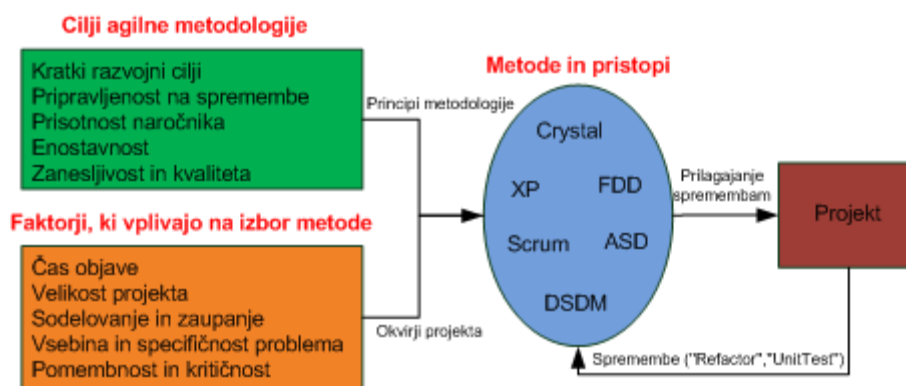 Cilji agilne metodologije
Kratki razvojni cilji
Pripravljenost na spremembe
Prisotnost naročnika
Enostavnost
Zanesljivost in kvaliteta
Faktorji, ki vplivajo na izbor metode
Čas objave
Velikost projekta
Sodelovanje in zaupanje
Vsebina in specifičnost problema
Pomembnost in kritičnost
Principi metodologije
Okvirji projekta
Metode in pristopi
Crystal
XP
FDD
Scrum
ASD
DSDM
Prilagajanje
spremembam
Projekt
Spremembe ("Refactor","UnitTest")